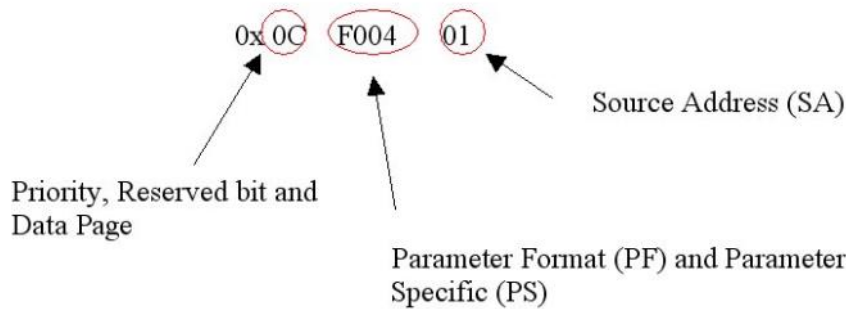 0x 0C F004 01
Source Address (SA)
Priority, Reserved bit and
Data Page
Parameter Format (PF) and Parameter
Specific (PS)